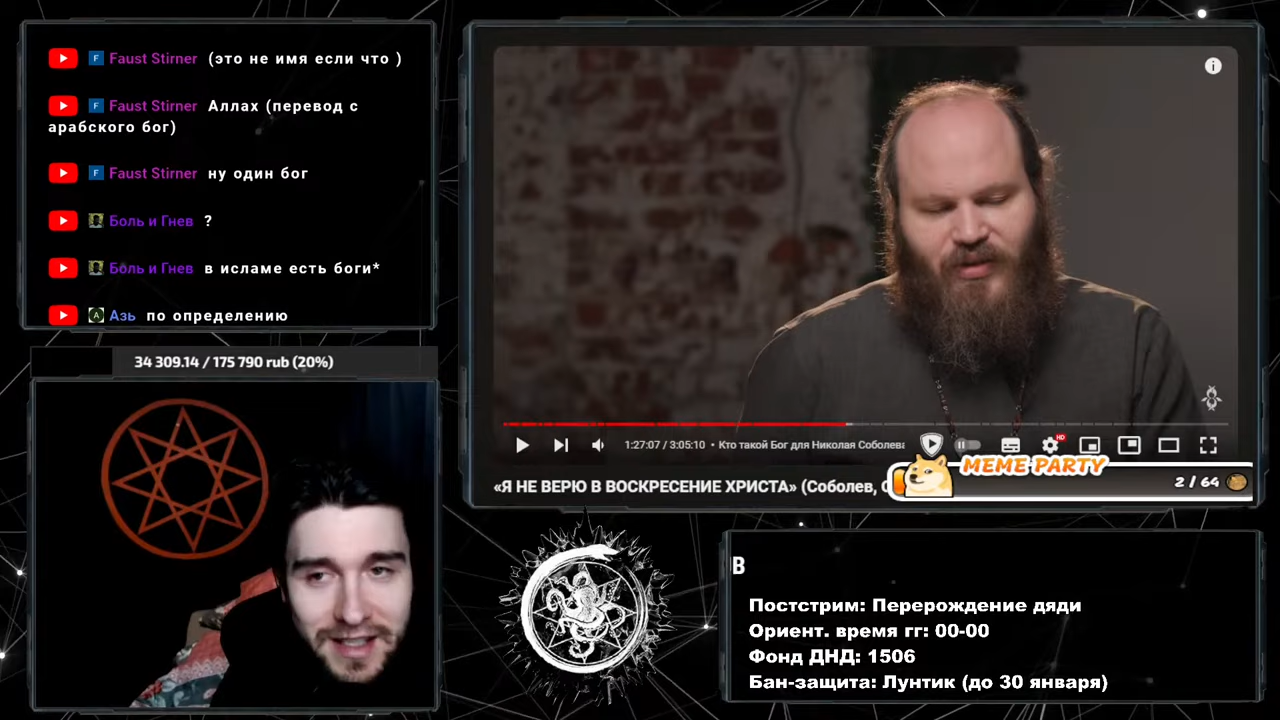 Faust Stirner (это не имя если что )
Faust Stirner Аллах (перевод с
арабского бог)
Faust Stirner ну один бог
Боль и Гнев ?
Боль и Гнев в исламе есть боги*
Азь по определению
34 309.14 / 175 790 rub (20%)
1:27:07 / 3:05:10 • Кто такой Бог для Николая Соболева
HD
MEME PARTY
2 / 64
«Я НЕ ВЕРЮ В ВОСКРЕСЕНИЕ ХРИСТА» (Соболев,
В
Постстрим: Перерождение дяди
Ориент. время гг: 00-00
Фонд ДНД: 1506
Бан-защита: Лунтик (до 30 января)